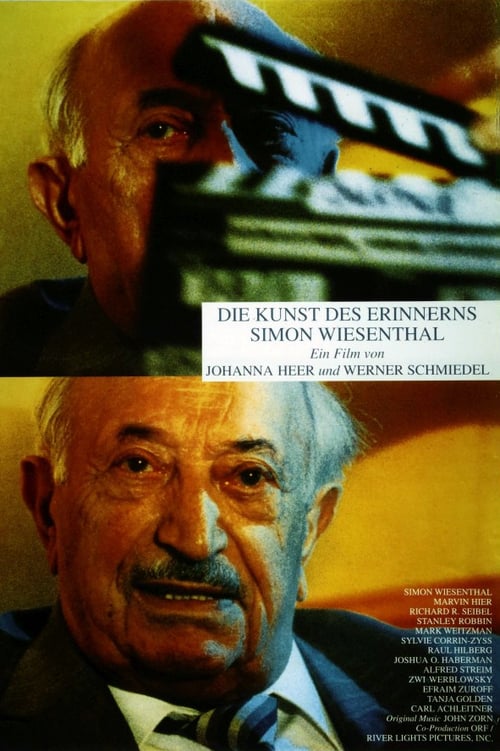 DIE KUNST DES ERINNERNS
SIMON WIESENTHAL
Ein Film von
JOHANNA HEER und WERNER SCHMIEDEL
SIMON WIESENTHAL
MARVIN HIER
RICHARD R. SEIBEL
STANLEY ROBBIN
MARK WEITZMAN
SYLVIE CORRIN-ZYSS
RAUL HILBERG
JOSHUA O. HABERMAN
ALFRED STREIM
ZWI WERBLOWSKY
EFRAIM ZUROFF
TANJA GOLDEN
CARL ACHLEITNER
Original Music JOHN ZORN
Co-Production ORF /
RIVER LIGHTS PICTURES, INC.